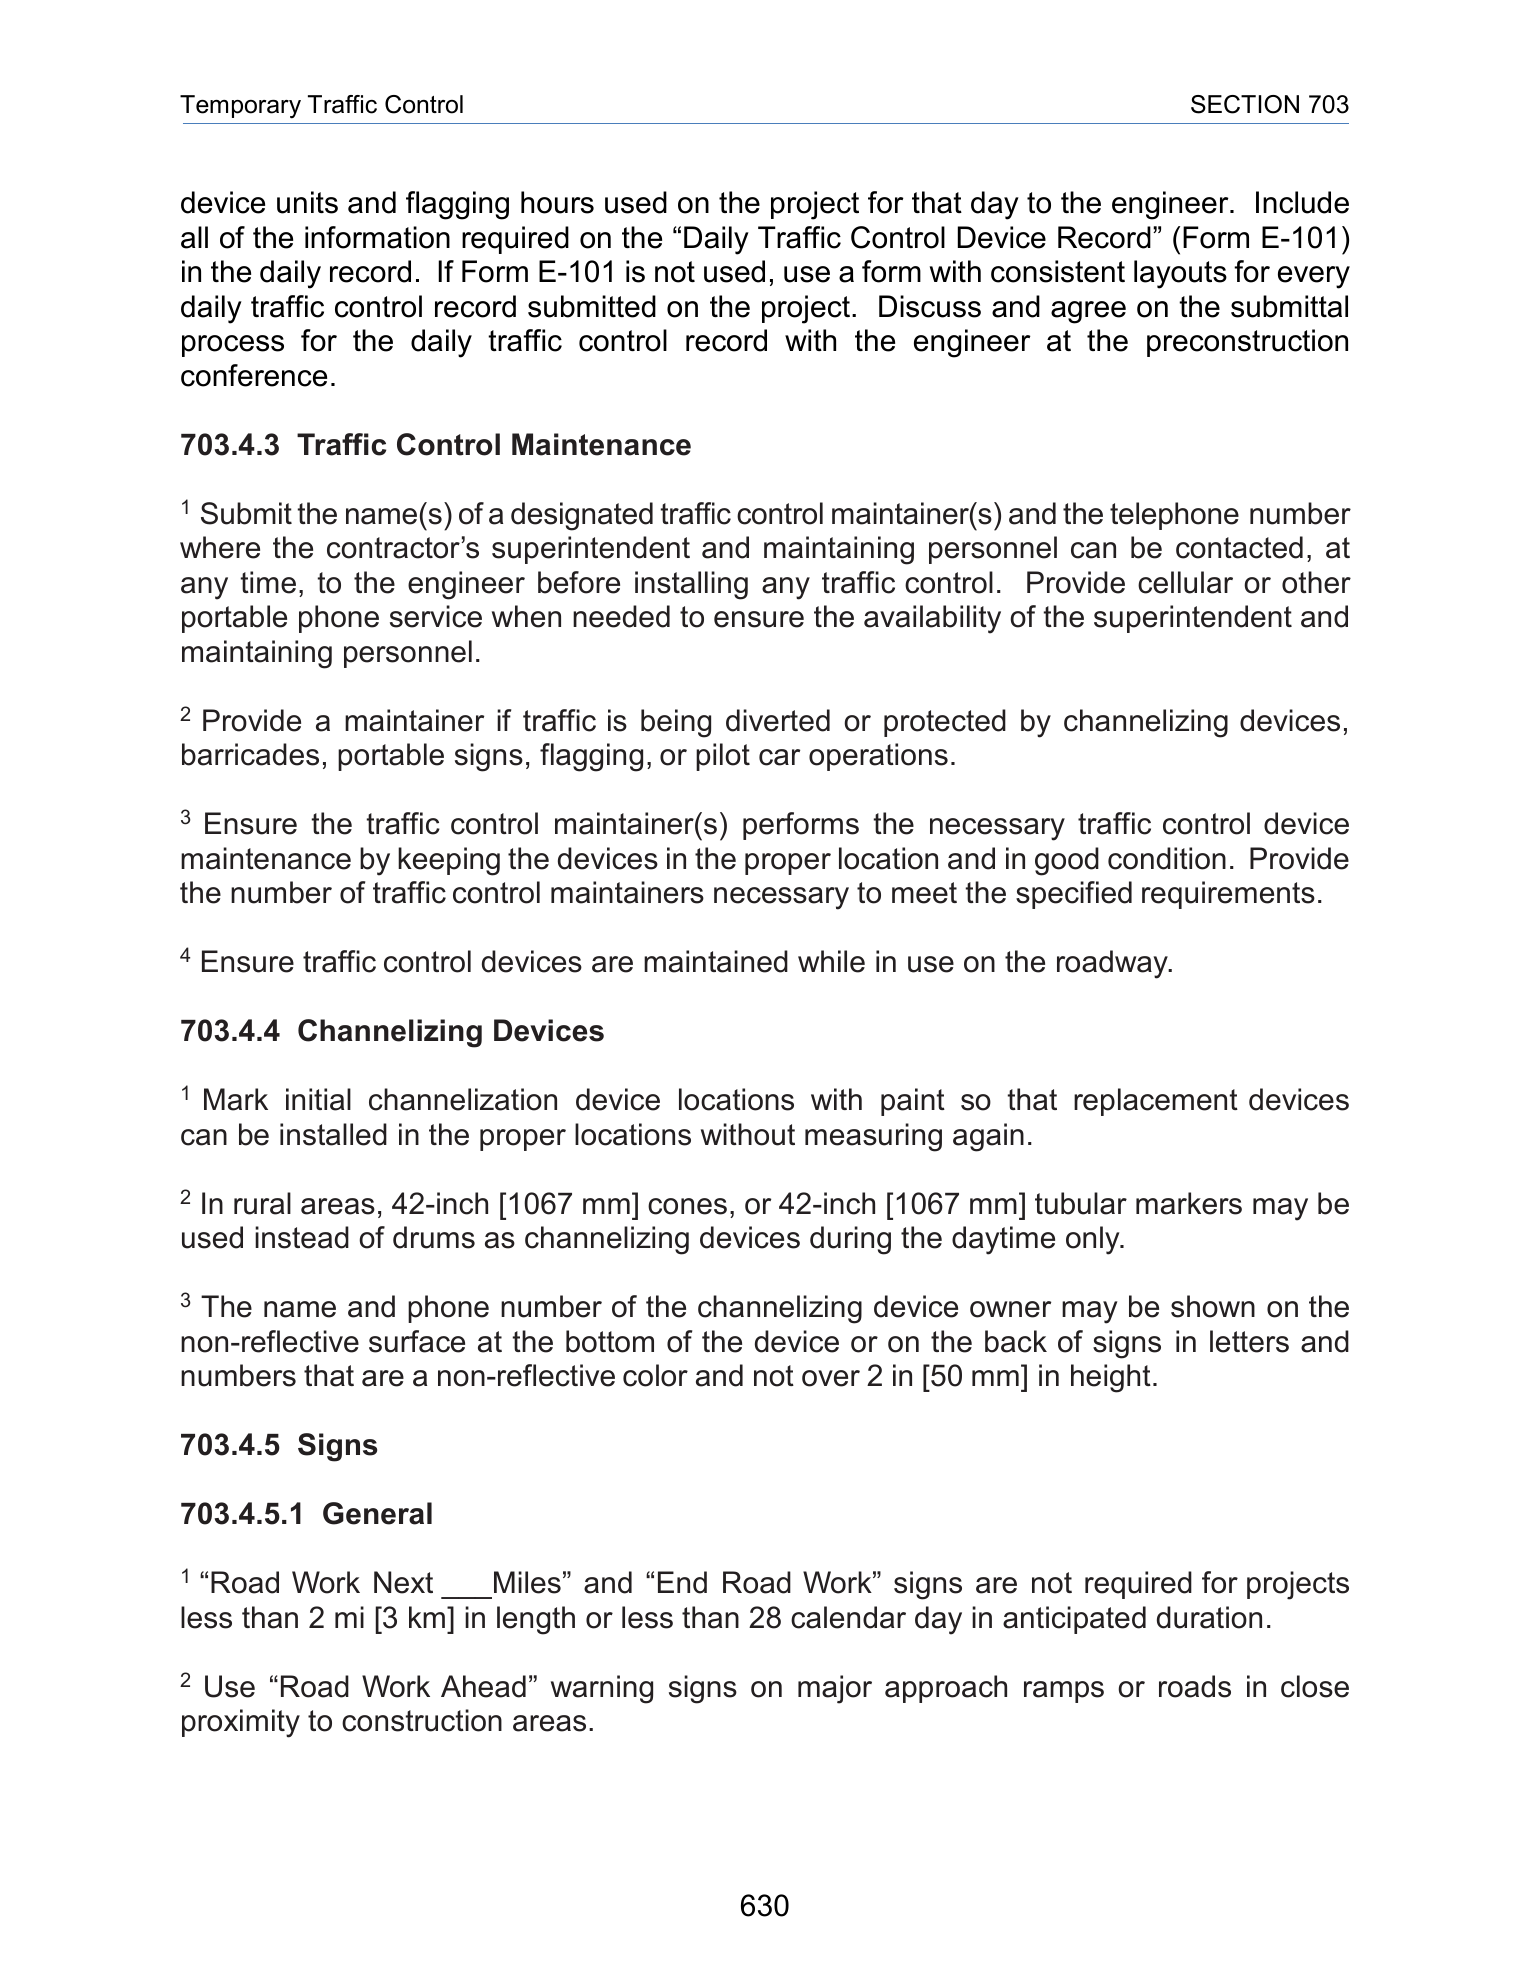 Temporary Traffic Control SECTION 703
device units and flagging hours used on the project for that day to the engineer. Include
all of the information required on the “Daily Traffic Control Device Record” (Form E-101)
in the daily record. If Form E-101 is not used, use a form with consistent layouts for every
daily traffic control record submitted on the project. Discuss and agree on the submittal
process for the daily traffic control record with the engineer at the preconstruction
conference.
703.4.3 Traffic Control Maintenance
1 Submit the name(s) of a designated traffic control maintainer(s) and the telephone number
where the contractor’s superintendent and maintaining personnel can be contacted, at
any time, to the engineer before installing any traffic control. Provide cellular or other
portable phone service when needed to ensure the availability of the superintendent and
maintaining personnel.
2 Provide a maintainer if traffic is being diverted or protected by channelizing devices,
barricades, portable signs, flagging, or pilot car operations.
3 Ensure the traffic control maintainer(s) performs the necessary traffic control device
maintenance by keeping the devices in the proper location and in good condition. Provide
the number of traffic control maintainers necessary to meet the specified requirements.
4 Ensure traffic control devices are maintained while in use on the roadway.
703.4.4 Channelizing Devices
1 Mark initial channelization device locations with paint so that replacement devices
can be installed in the proper locations without measuring again.
2 In rural areas, 42-inch [1067 mm] cones, or 42-inch [1067 mm] tubular markers may be
used instead of drums as channelizing devices during the daytime only.
3 The name and phone number of the channelizing device owner may be shown on the
non-reflective surface at the bottom of the device or on the back of signs in letters and
numbers that are a non-reflective color and not over 2 in [50 mm] in height.
703.4.5 Signs
703.4.5.1 General
1 “Road Work Next ___Miles” and “End Road Work” signs are not required for projects
less than 2 mi [3 km] in length or less than 28 calendar day in anticipated duration.
2 Use “Road Work Ahead” warning signs on major approach ramps or roads in close
proximity to construction areas.
630